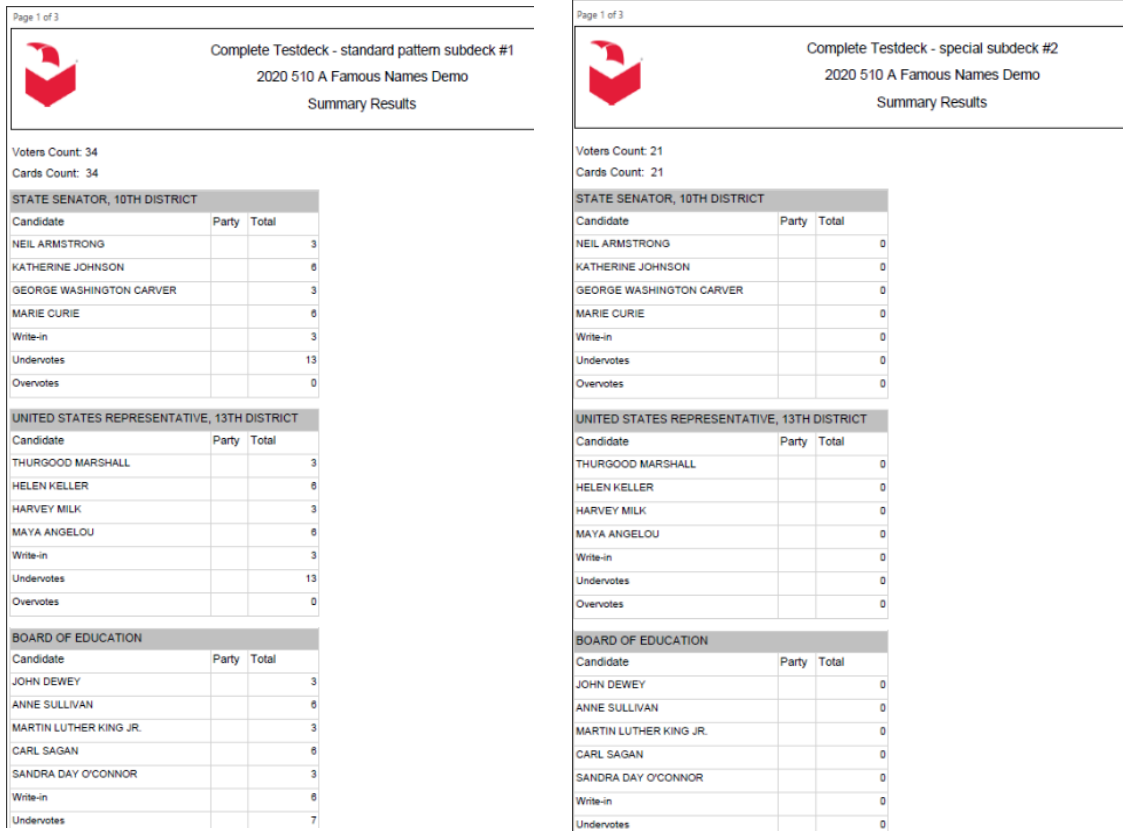 Page 1 of 3
Complete Testdeck - standard pattern subdeck #1
2020 510 A Famous Names Demo
Summary Results
Voters Count: 34
Cards Count: 34
STATE SENATOR, 10TH DISTRICT
Candidate Party Total
NEIL ARMSTRONG 3
KATHERINE JOHNSON 6
GEORGE WASHINGTON CARVER 3
MARIE CURIE 6
Write-in 3
Undervotes 13
Overvotes 0
UNITED STATES REPRESENTATIVE, 13TH DISTRICT
Candidate Party Total
THURGOOD MARSHALL 3
HELEN KELLER 6
HARVEY MILK 3
MAYA ANGELOU 6
Write-in 3
Undervotes 13
Overvotes 0
BOARD OF EDUCATION
Candidate Party Total
JOHN DEWEY 3
ANNE SULLIVAN 6
MARTIN LUTHER KING JR. 3
CARL SAGAN 6
SANDRA DAY O'CONNOR 3
Write-in 6
Undervotes 7
Page 1 of 3
Complete Testdeck - special subdeck #2
2020 510 A Famous Names Demo
Summary Results
Voters Count: 21
Cards Count: 21
STATE SENATOR, 10TH DISTRICT
Candidate Party Total
NEIL ARMSTRONG 0
KATHERINE JOHNSON 0
GEORGE WASHINGTON CARVER 0
MARIE CURIE 0
Write-in 0
Undervotes 0
Overvotes 0
UNITED STATES REPRESENTATIVE, 13TH DISTRICT
Candidate Party Total
THURGOOD MARSHALL 0
HELEN KELLER 0
HARVEY MILK 0
MAYA ANGELOU 0
Write-in 0
Undervotes 0
Overvotes 0
BOARD OF EDUCATION
Candidate Party Total
JOHN DEWEY 0
ANNE SULLIVAN 0
MARTIN LUTHER KING JR. 0
CARL SAGAN 0
SANDRA DAY O'CONNOR 0
Write-in 0
Undervotes 0